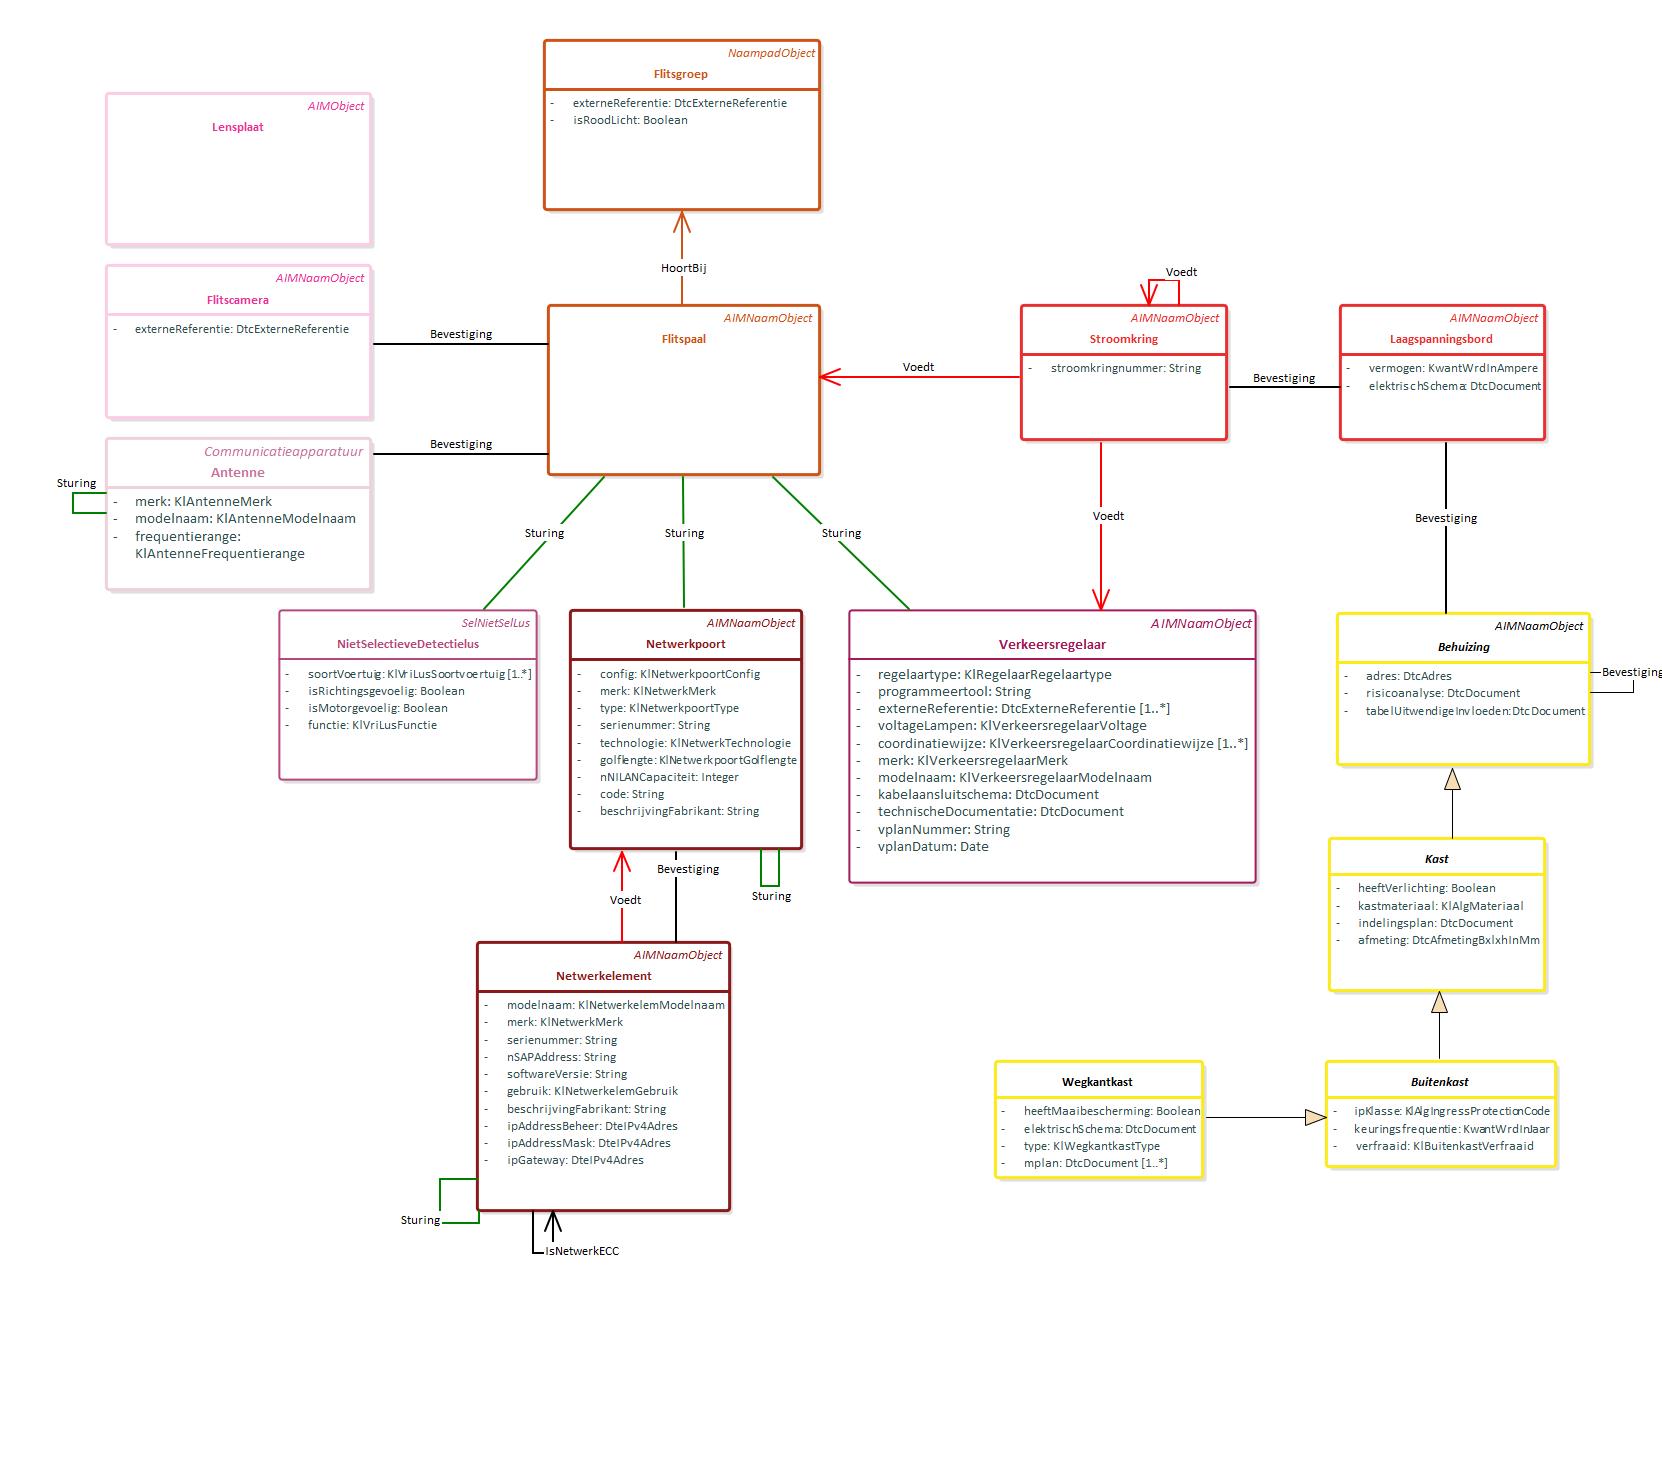 NaampadObject
Flitsgroep
- externeReferentie: DtcExterneReferentie
- isRoodLicht: Boolean
AIMObject
Lensplaat
HoortBij
AIMNaamObject
Flitscamera
- externeReferentie: DtcExterneReferentie
Bevestiging
AIMNaamObject
Flitspaal
Voedt
Voedt
AIMNaamObject
Stroomkring
- stroomkringnummer: String
Bevestiging
AIMNaamObject
Laagspanningsbord
- vermogen: KwantWrdInAmpere
- elektrischSchema: DtcDocument
Bevestiging
Communicatieapparatuur
Antenne
- merk: KlAntenneMerk
- modelnaam: KlAntenneModelnaam
- frequentierange:
KlAntenneFrequentierange
Sturing
Sturing
Sturing
Sturing
Voedt
Bevestiging
SelNietSelLus
NietSelectieveDetectielus
- soortVoertuig: KlVriLusSoortvoertuig [1..*]
- isRichtingsgevoelig: Boolean
- isMotorgevoelig: Boolean
- functie: KlVriLusFunctie
AIMNaamObject
Netwerkpoort
- config: KlNetwerkpoortConfig
- merk: KlNetwerkMerk
- type: KlNetwerkpoortType
- serienummer: String
- technologie: KlNetwerkTechnologie
- golflengte: KlNetwerkpoortGolflengte
- nNILANCapaciteit: Integer
- code: String
- beschrijvingFabrikant: String
AIMNaamObject
Verkeersregelaar
- regelaartype: KlRegelaarRegelaartype
- programmeertool: String
- externeReferentie: DtcExterneReferentie [1..*]
- voltageLampen: KlVerkeersregelaarVoltage
- coordinatiewijze: KlVerkeersregelaarCoordinatiewijze [1..*]
- merk: KlVerkeersregelaarMerk
- modelnaam: KlVerkeersregelaarModelnaam
- kabelaansluitschema: DtcDocument
- technischeDocumentatie: DtcDocument
- vplanNummer: String
- vplanDatum: Date
AIMNaamObject
Behuizing
- adres: DtcAdres
- risicoanalyse: DtcDocument
- tabelUitwendigeInvloeden: DtcDocument
Bevestiging
Voedt
Bevestiging
Sturing
Kast
- heeftVerlichting: Boolean
- kastmateriaal: KlAlgMateriaal
- indelingsplan: DtcDocument
- afmeting: DtcAfmetingBxlxhInMm
AIMNaamObject
Netwerkelement
- modelnaam: KlNetwerkelemModelnaam
- merk: KlNetwerkMerk
- serienummer: String
- nSAPAddress: String
- softwareVersie: String
- gebruik: KlNetwerkelemGebruik
- beschrijvingFabrikant: String
- ipAddressBeheer: DteIPv4Adres
- ipAddressMask: DteIPv4Adres
- ipGateway: DteIPv4Adres
Sturing
IsNetwerkECC
Wegkantkast
- heeftMaaibescherming: Boolean
- elektrischSchema: DtcDocument
- type: KlWegkantkastType
- mplan: DtcDocument [1..*]
Buitenkast
- ipKlasse: KlAlgIngressProtectionCode
- keuringsfrequentie: KwantWrdInJaar
- verfraaid: KlBuitenkastVerfraaid